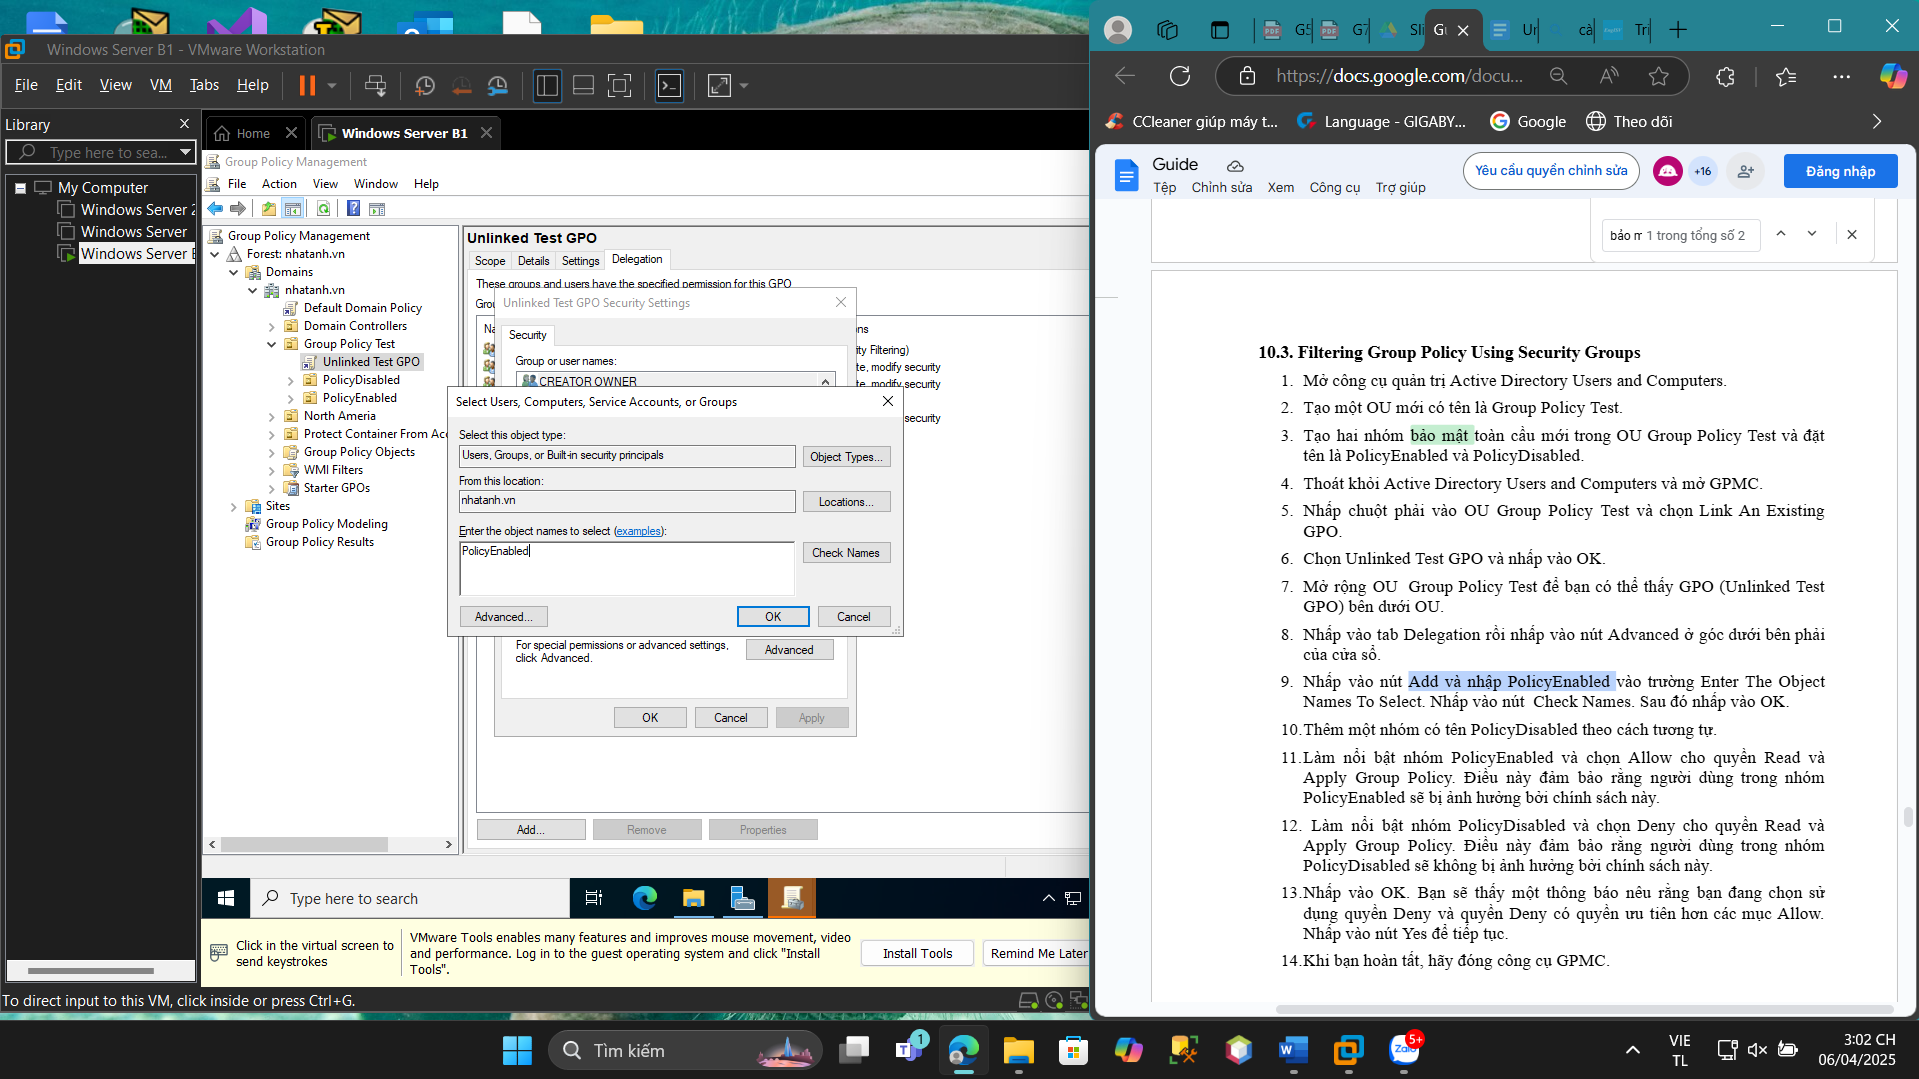 Windows Server B1 - VMware Workstation
File Edit View VM Tabs Help
Library
Type here to sea...
My Computer
Windows Server 2
Windows Server
Windows Server B
Home
Windows Server B1
Group Policy Management
File Action View Window Help
Group Policy Management
Forest: nhatanh.vn
Domains
nhatanh.vn
Default Domain Policy
Domain Controllers
Group Policy Test
Unlinked Test GPO
PolicyDisabled
PolicyEnabled
North Ameria
Protect Container From Acc
Group Policy Objects
WMI Filters
Starter GPOs
Sites
Group Policy Modeling
Group Policy Results
Unlinked Test GPO
Scope Details Settings Delegation
These groups and users have the specified permission for this GPO
Grou
Na
ns
ity Filtering)
te, modify security
te, modify security
security
Unlinked Test GPO Security Settings
Security
Group or user names:
CREATOR OWNER
Select Users, Computers, Service Accounts, or Groups
Select this object type:
Users, Groups, or Built-in security principals
Object Types...
From this location:
nhatanh.vn
Locations...
Enter the object names to select (examples):
PolicyEnabled
Check Names
Advanced...
OK
Cancel
For special permissions or advanced settings,
click Advanced.
Advanced
OK
Cancel
Apply
Add...
Remove
Properties
Type here to search
Click in the virtual screen to
send keystrokes
VMware Tools enables many features and improves mouse movement, video
and performance. Log in to the guest operating system and click "Install
Tools".
Install Tools
Remind Me Later
To direct input to this VM, click inside or press Ctrl+G.
G5
G7
Sli
Gu
Ur
cà
Tri
https://docs.google.com/docu...
CCleaner giúp máy t...
Language - GIGABY...
Google
Theo dõi
Guide
Tệp Chỉnh sửa Xem Công cụ Trợ giúp
Yêu cầu quyền chỉnh sửa
+16
Đăng nhập
bảo m 1 trong tổng số 2
10.3. Filtering Group Policy Using Security Groups
1. Mở công cụ quản trị Active Directory Users and Computers.
2. Tạo một OU mới có tên là Group Policy Test.
3. Tạo hai nhóm bảo mật toàn cầu mới trong OU Group Policy Test và đặt
tên là PolicyEnabled và PolicyDisabled.
4. Thoát khỏi Active Directory Users and Computers và mở GPMC.
5. Nhấp chuột phải vào OU Group Policy Test và chọn Link An Existing
GPO.
6. Chọn Unlinked Test GPO và nhấp vào OK.
7. Mở rộng OU Group Policy Test để bạn có thể thấy GPO (Unlinked Test
GPO) bên dưới OU.
8. Nhấp vào tab Delegation rồi nhấp vào nút Advanced ở góc dưới bên phải
của cửa sổ.
9. Nhấp vào nút Add và nhập PolicyEnabled vào trường Enter The Object
Names To Select. Nhấp vào nút Check Names. Sau đó nhấp vào OK.
10.Thêm một nhóm có tên PolicyDisabled theo cách tương tự.
11.Làm nổi bật nhóm PolicyEnabled và chọn Allow cho quyền Read và
Apply Group Policy. Điều này đảm bảo rằng người dùng trong nhóm
PolicyEnabled sẽ bị ảnh hưởng bởi chính sách này.
12. Làm nổi bật nhóm PolicyDisabled và chọn Deny cho quyền Read và
Apply Group Policy. Điều này đảm bảo rằng người dùng trong nhóm
PolicyDisabled sẽ không bị ảnh hưởng bởi chính sách này.
13.Nhấp vào OK. Bạn sẽ thấy một thông báo nêu rằng bạn đang chọn sử
dụng quyền Deny và quyền Deny có quyền ưu tiên hơn các mục Allow.
Nhấp vào nút Yes để tiếp tục.
14.Khi bạn hoàn tất, hãy đóng công cụ GPMC.
Tìm kiếm
1
Zalo
5+
VIE
TL
3:02 CH
06/04/2025